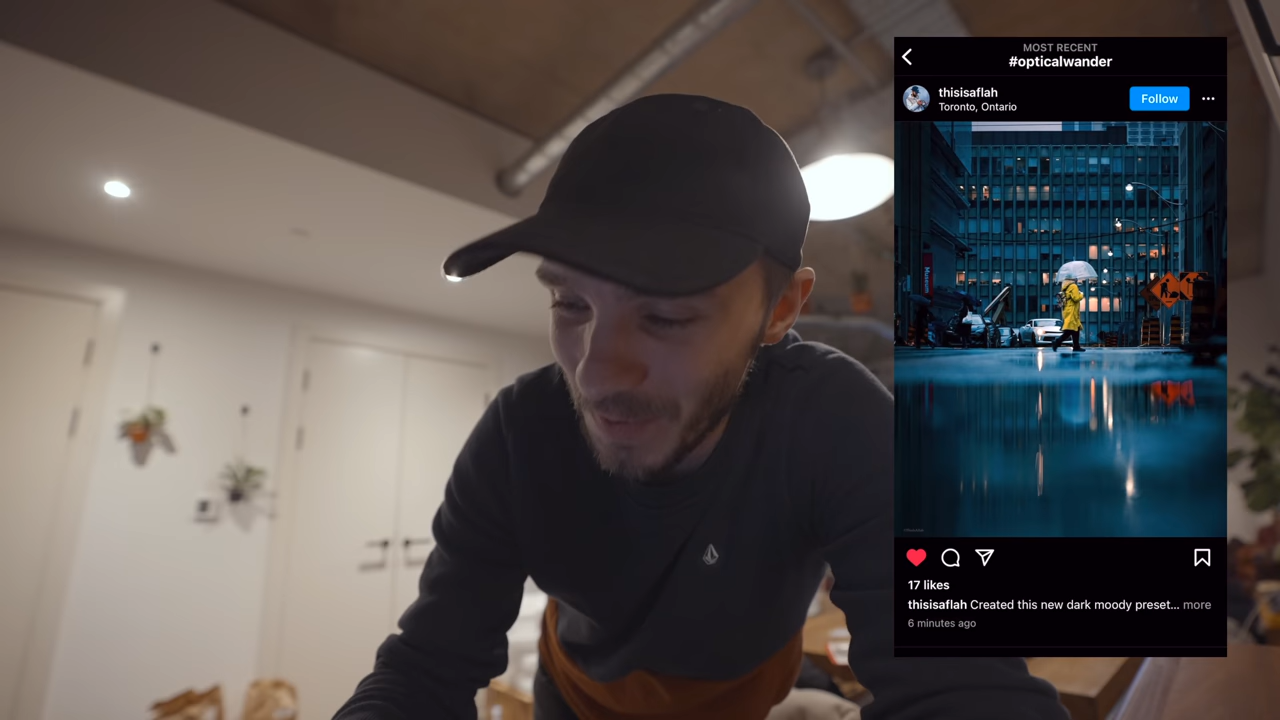 MOST RECENT
#opticalwander
thisisaflah
Toronto, Ontario
Follow
Museum
17 likes
thisisaflah Created this new dark moody preset... more
6 minutes ago